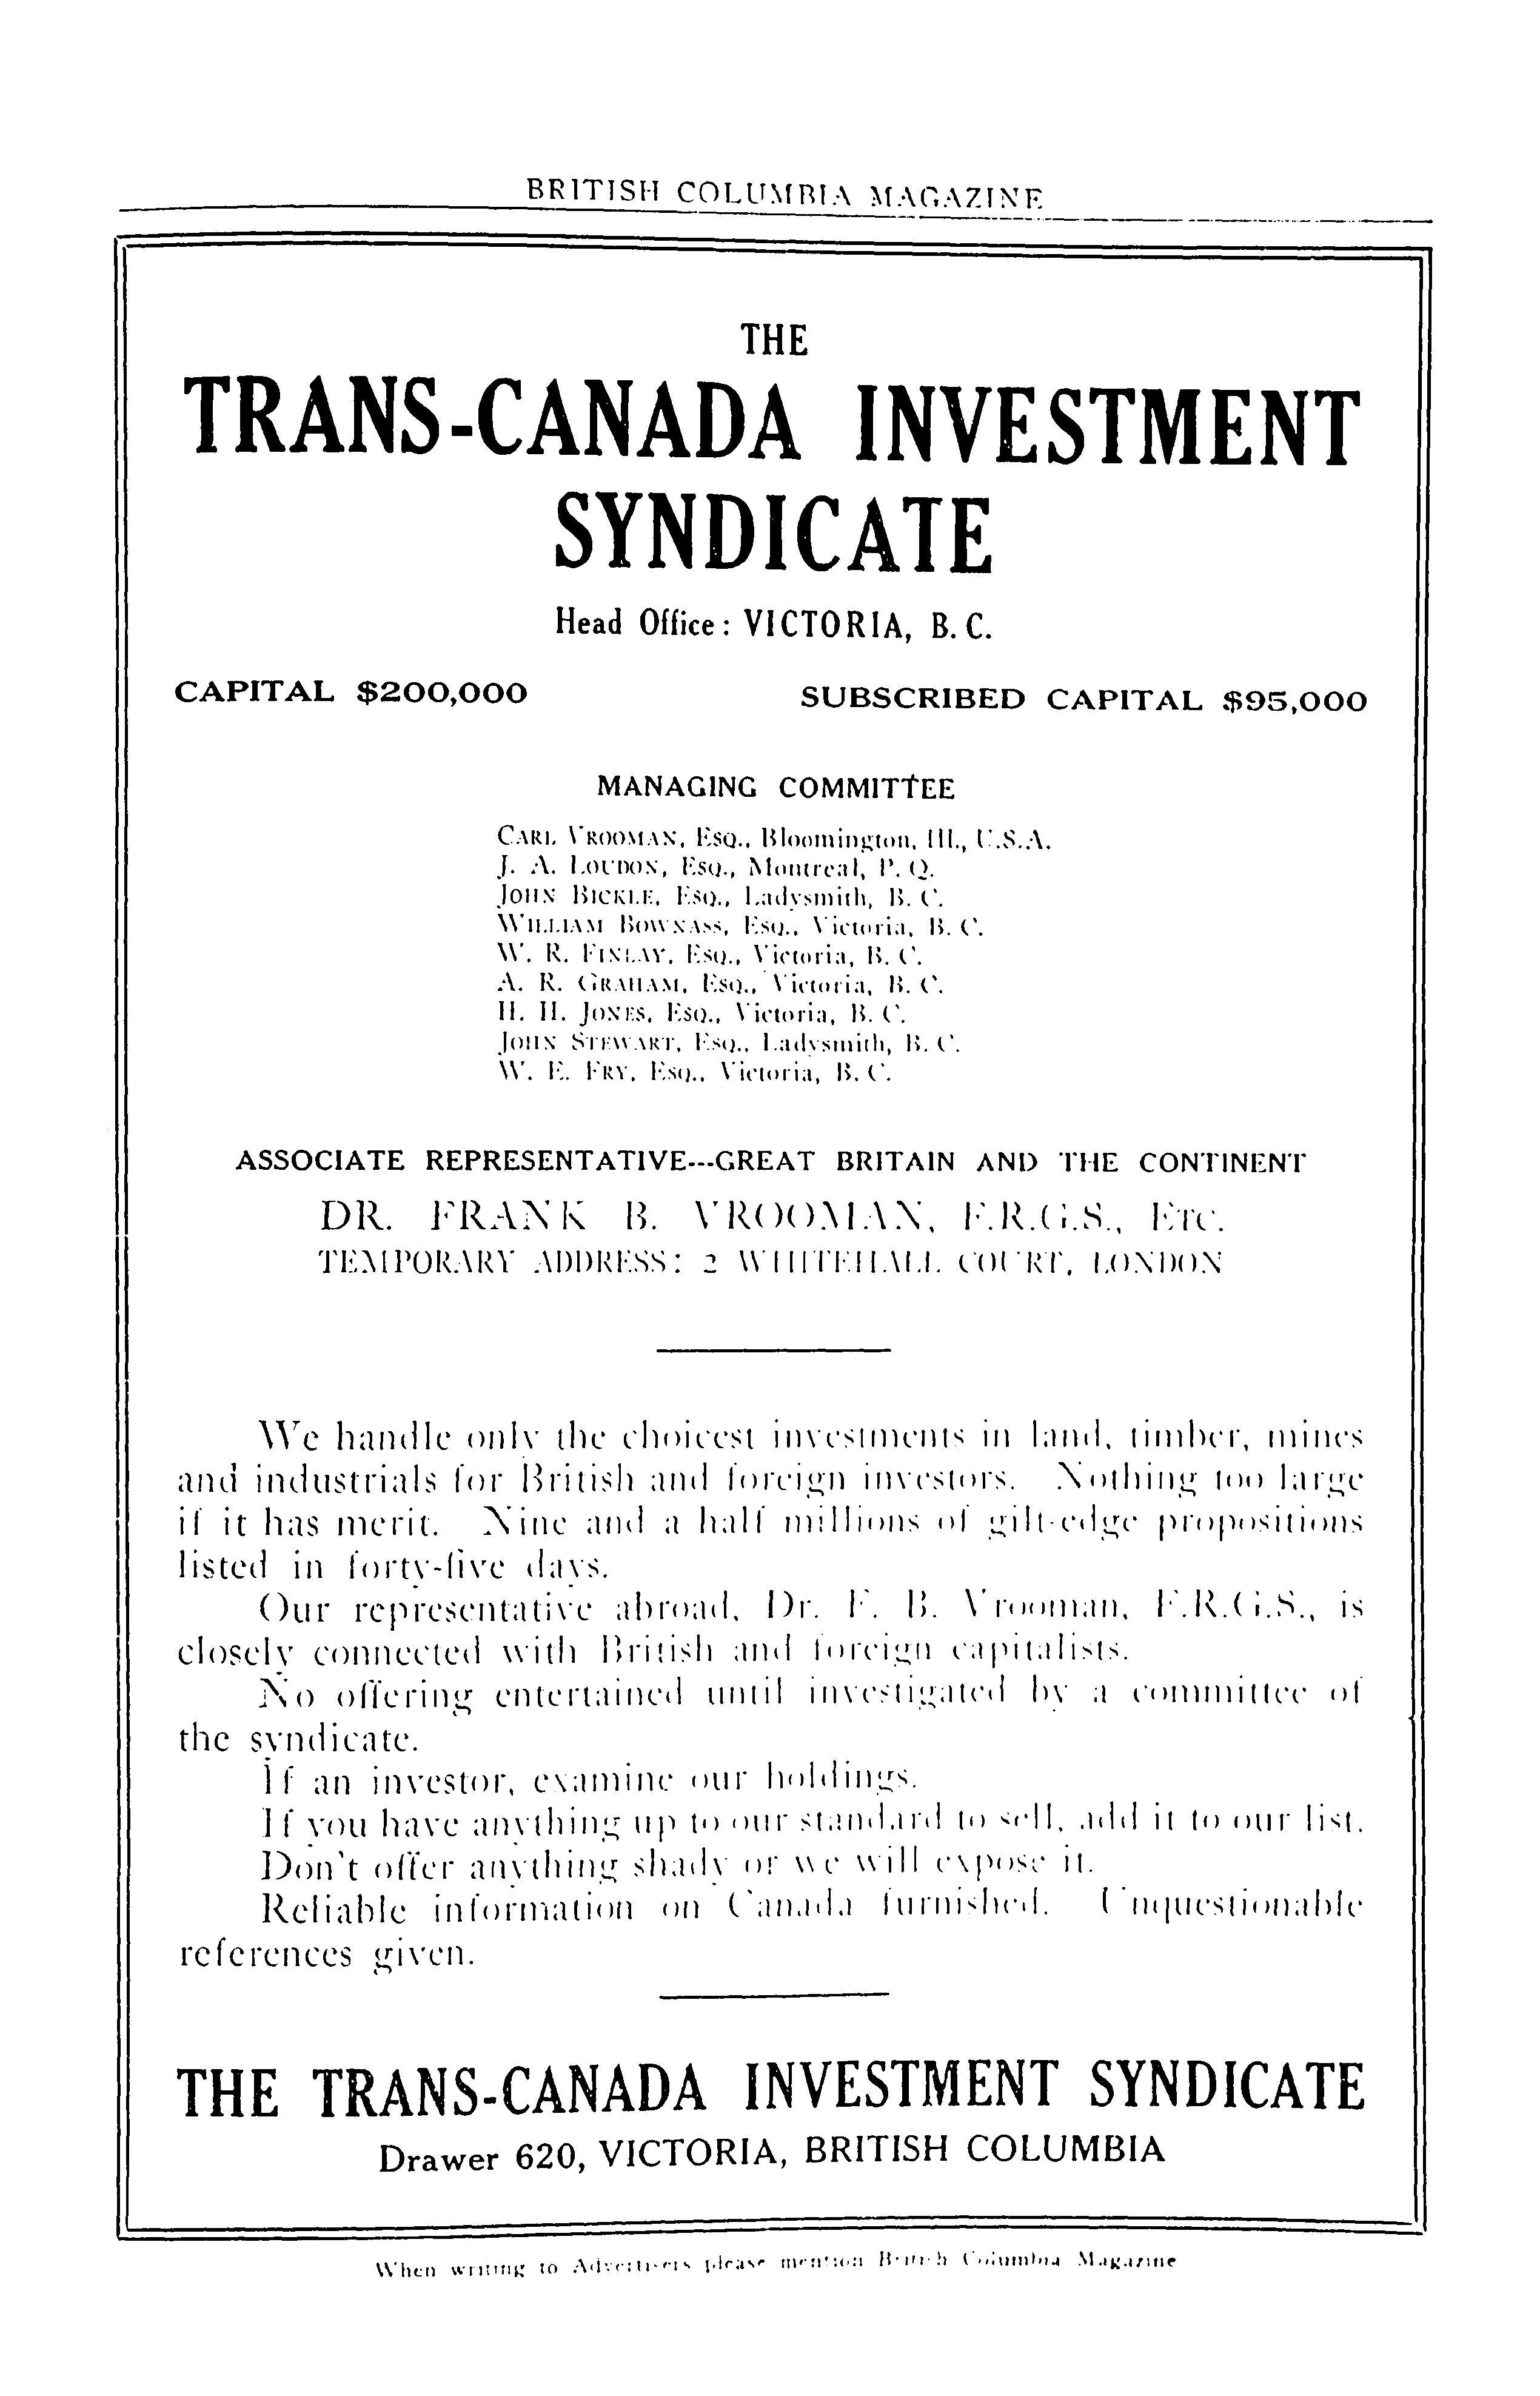 BRITISH COLUMBIA MAGAZINE
THE
TRANS-CANADA INVESTMENT
SYNDICATE
Head Office: VICTORIA, B. C.
CAPITAL $200,000 SUBSCRIBED CAPITAL $95,000
MANAGING COMMITTEE
CARL VROOMAN, ESQ., Bloomington, Ill., U.S.A.
J. A. LOUDON, ESQ., Montreal, P. Q.
JOHN BICKLE, ESQ., Ladysmith, B. C.
WILLIAM BOWNASS, ESQ., Victoria, B. C.
W. R. FINLAY, ESQ., Victoria, B. C.
A. R. GRAHAM, ESQ., Victoria, B. C.
H. H. JONES, ESQ., Victoria, B. C.
JOHN STEWART, ESQ., Ladysmith, B. C.
W. E. FRY, ESQ., Victoria, B. C.
ASSOCIATE REPRESENTATIVE---GREAT BRITAIN AND THE CONTINENT
DR. FRANK B. VROOMAN, F.R.G.S., ETC.
TEMPORARY ADDRESS: 2 WHITEHALL COURT, LONDON
We handle only the choicest investments in land, timber, mines
and industrials for British and foreign investors. Nothing too large
if it has merit. Nine and a half millions of gilt-edge propositions
listed in forty-five days.
Our representative abroad, Dr. F. B. Vrooman, F.R.G.S., is
closely connected with British and foreign capitalists.
No offering entertained until investigated by a committee of
the syndicate.
If an investor, examine our holdings.
If you have anything up to our standard to sell, add it to our list.
Don't offer anything shady or we will expose it.
Reliable information on Canada furnished. Unquestionable
references given.
THE TRANS-CANADA INVESTMENT SYNDICATE
Drawer 620, VICTORIA, BRITISH COLUMBIA
When writing to Advertisers please mention British Columbia Magazine